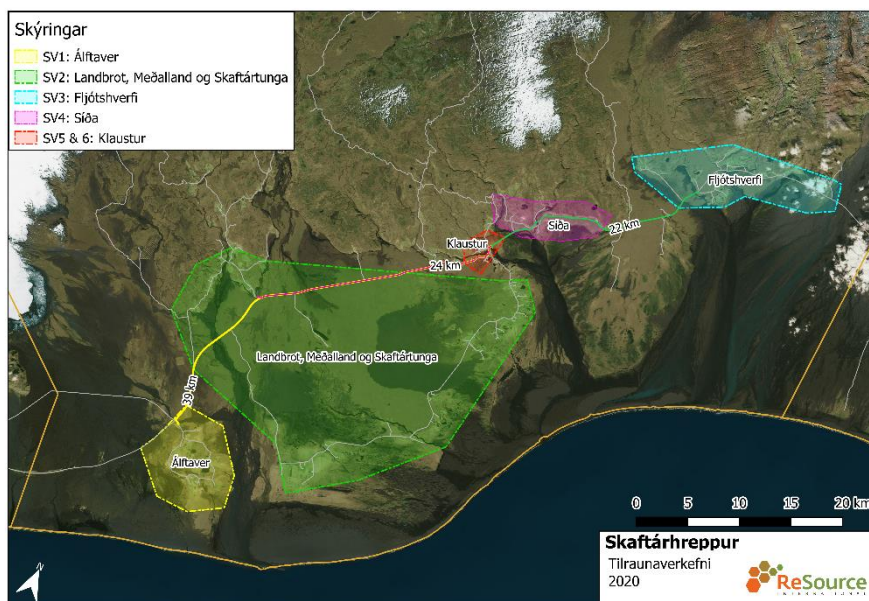 Skýringar
SV1: Álftaver
SV2: Landbrot, Meðalland og Skaftártunga
SV3: Fljótshverfi
SV4: Síða
SV5 & 6: Klaustur
Fljótshverfi
Síða
22 km
Klaustur
24 km
Landbrot, Meðalland og Skaftártunga
39 km
Álftaver
0 5 10 15 20 km
Skaftárhreppur
Tilraunaverkefni
2020
ReSource
INTERNATIONAL